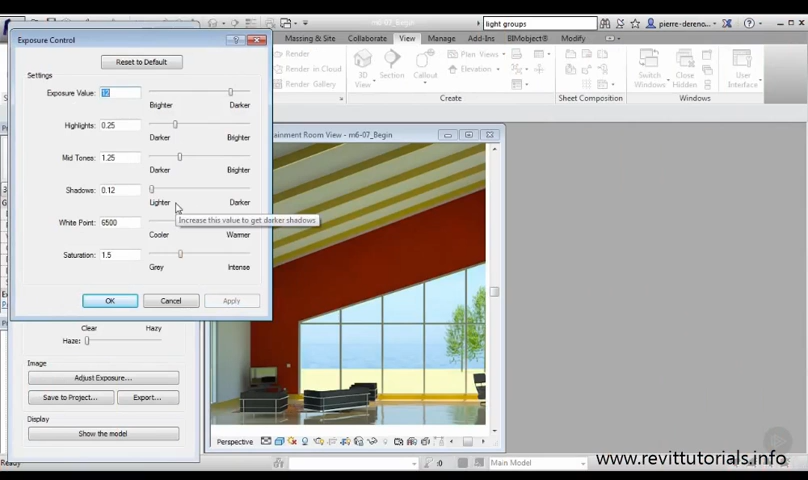 m6-07_Begin
light groups
pierre-dereno...
Exposure Control
Massing & Site
Collaborate
View
Manage
Add-Ins
BIMobject®
Modify
Reset to Default
Render
Render in Cloud
Render Gallery
3D View
Section
Callout
Plan Views
Elevation
Create
Sheet Composition
Switch Windows
Close Hidden
User Interface
Windows
Settings
Exposure Value: 12
Brighter Darker
Highlights: 0.25
Darker Brighter
Mid Tones: 1.25
Darker Brighter
Shadows: 0.12
Lighter Darker
Increase this value to get darker shadows
White Point: 6500
Cooler Warmer
Saturation: 1.5
Grey Intense
OK Cancel Apply
tainment Room View - m6-07_Begin
Clear Hazy
Haze:
Image
Adjust Exposure...
Save to Project... Export...
Display
Show the model
Perspective
Ready
:0
Main Model
www.revittutorials.info